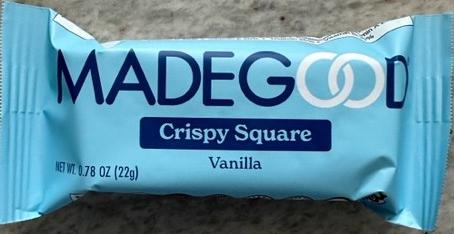 MADEGOOD
Crispy Square
Vanilla
NET WT. 0.78 OZ (22g)